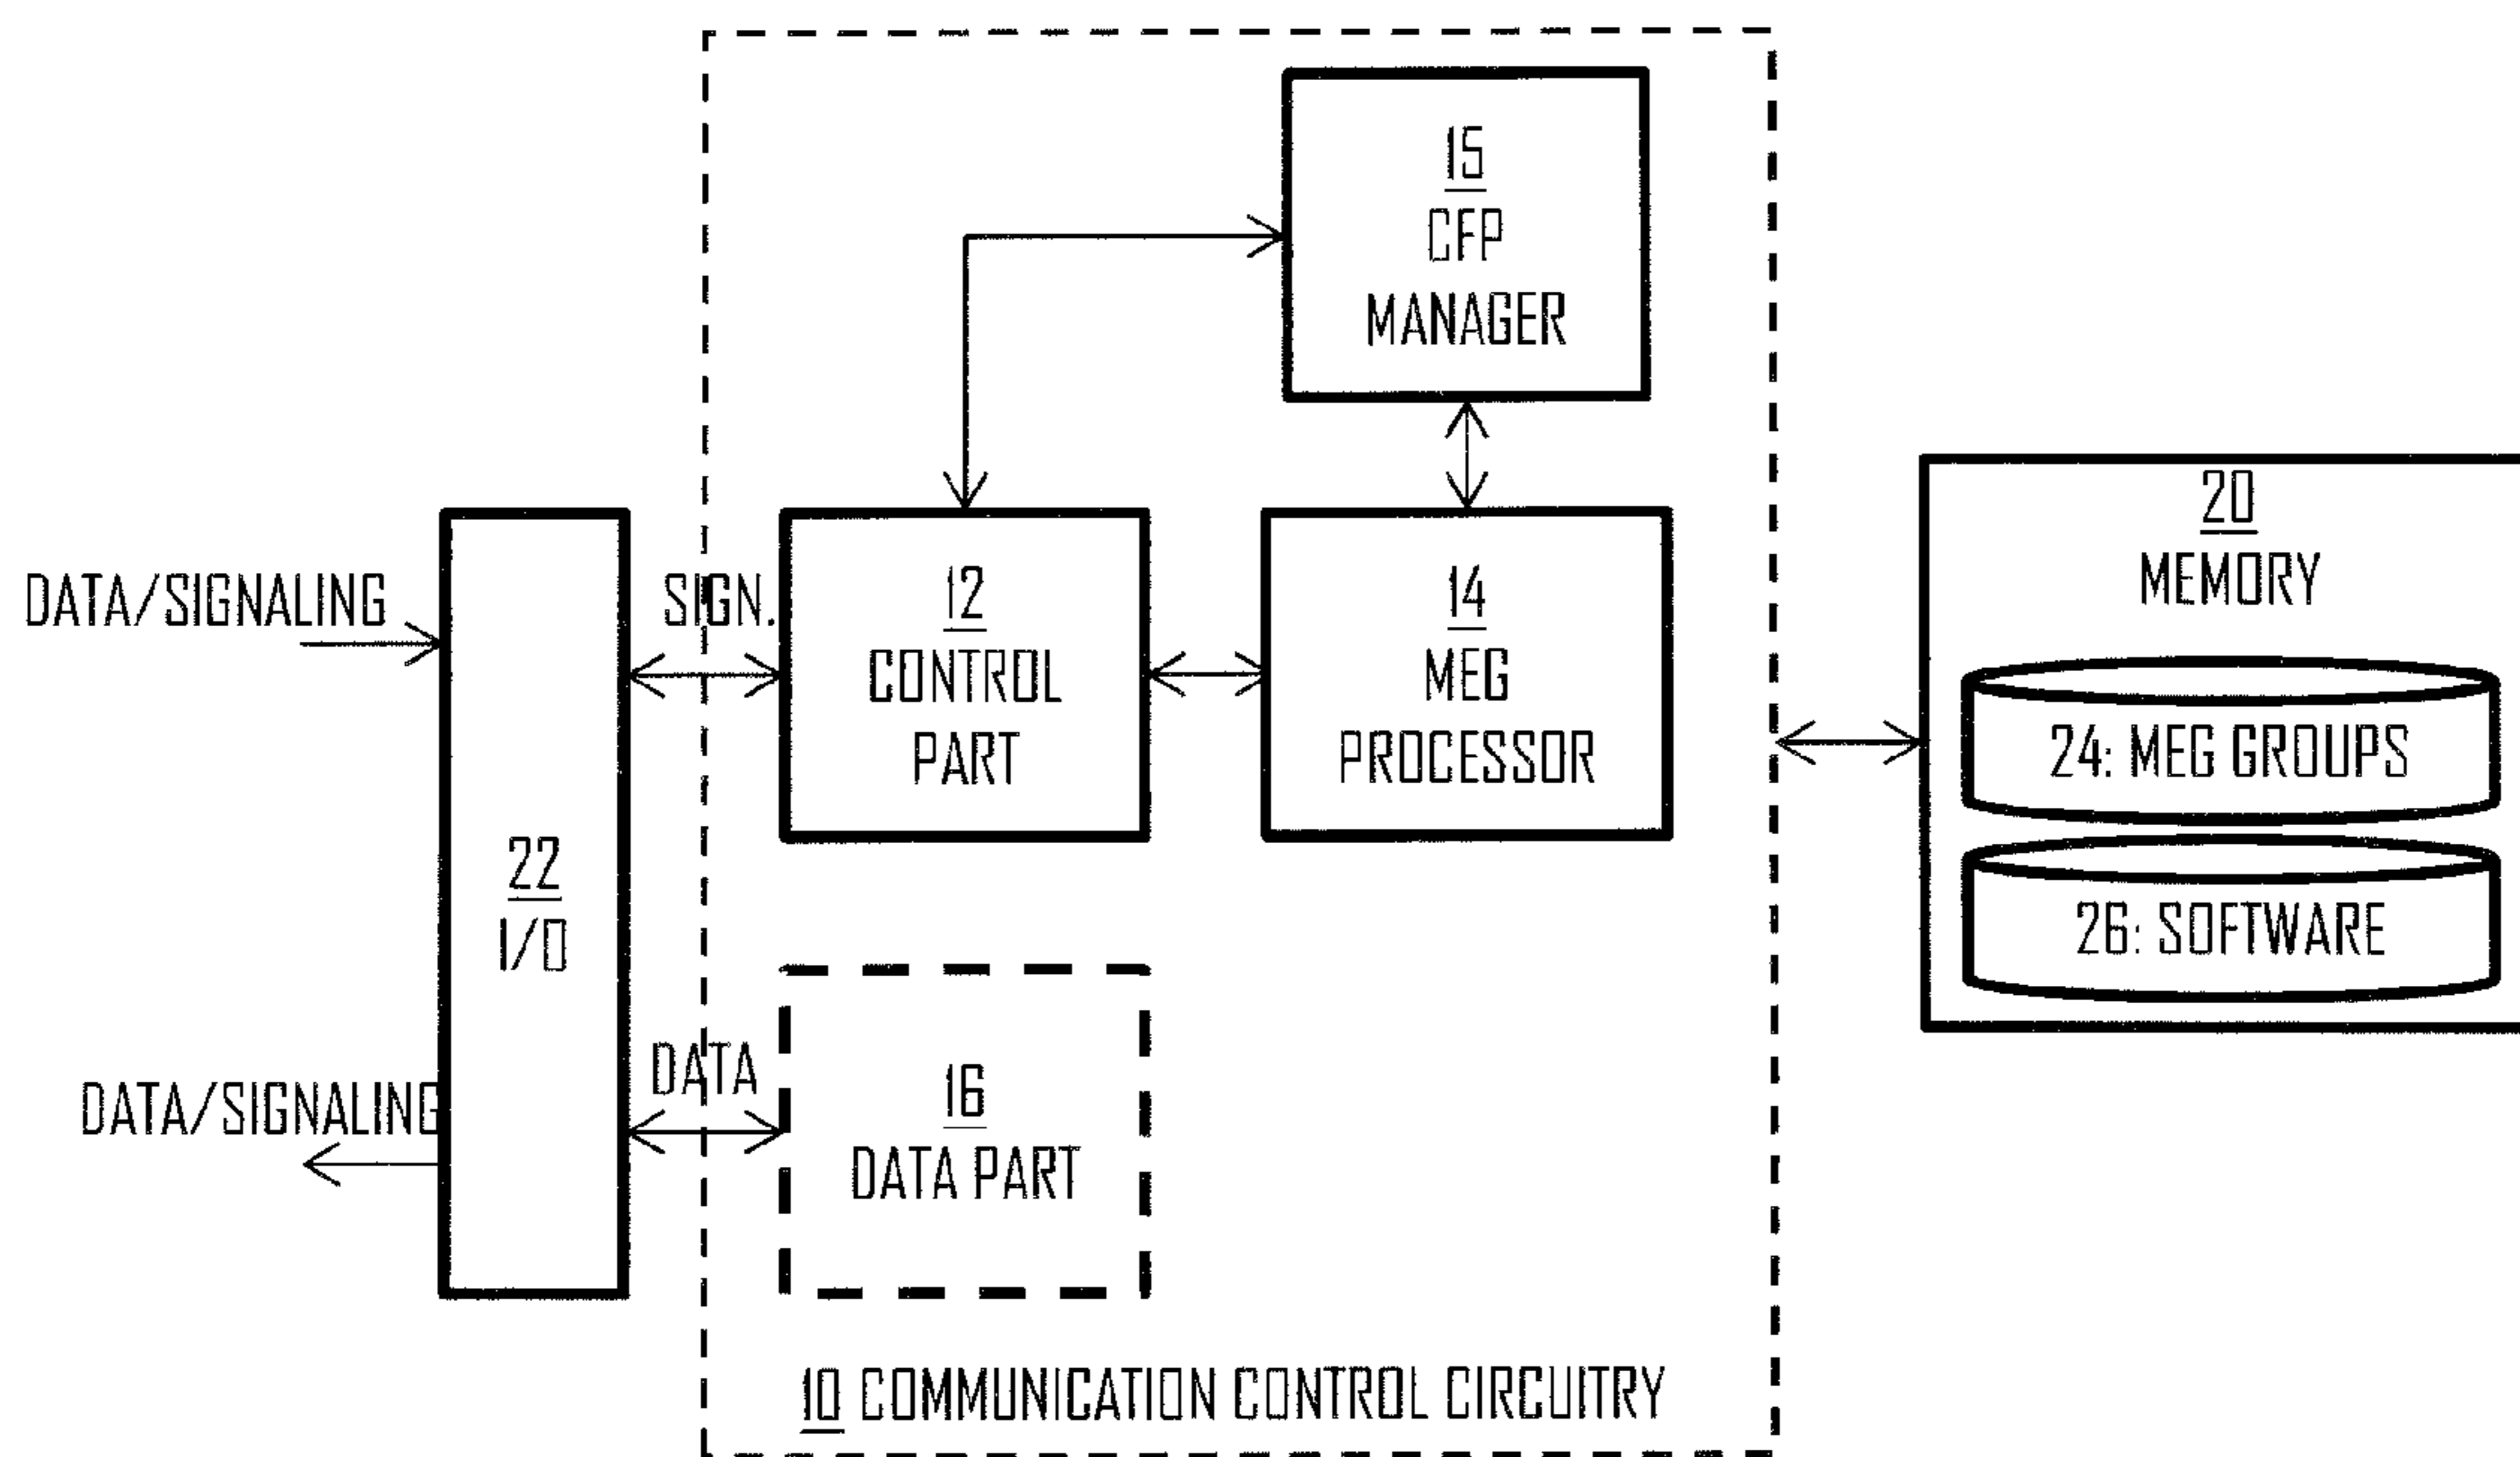 15
CFP
MANAGER
DATA/SIGNALING
SIGN.
12
CONTROL
PART
14
MEG
PROCESSOR
20
MEMORY
24: MEG GROUPS
26: SOFTWARE
22
I/O
DATA
16
DATA PART
DATA/SIGNALING
10 COMMUNICATION CONTROL CIRCUITRY